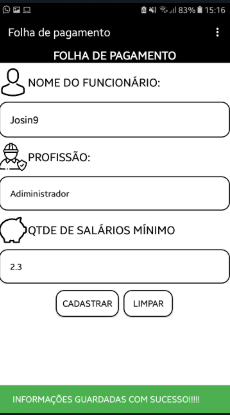 83% 15:16
Folha de pagamento
FOLHA DE PAGAMENTO
NOME DO FUNCIONÁRIO:
Josin9
PROFISSÃO:
Adiministrador
QTDE DE SALÁRIOS MÍNIMO
2.3
CADASTRAR LIMPAR
INFORMAÇÕES GUARDADAS COM SUCESSO!!!!!